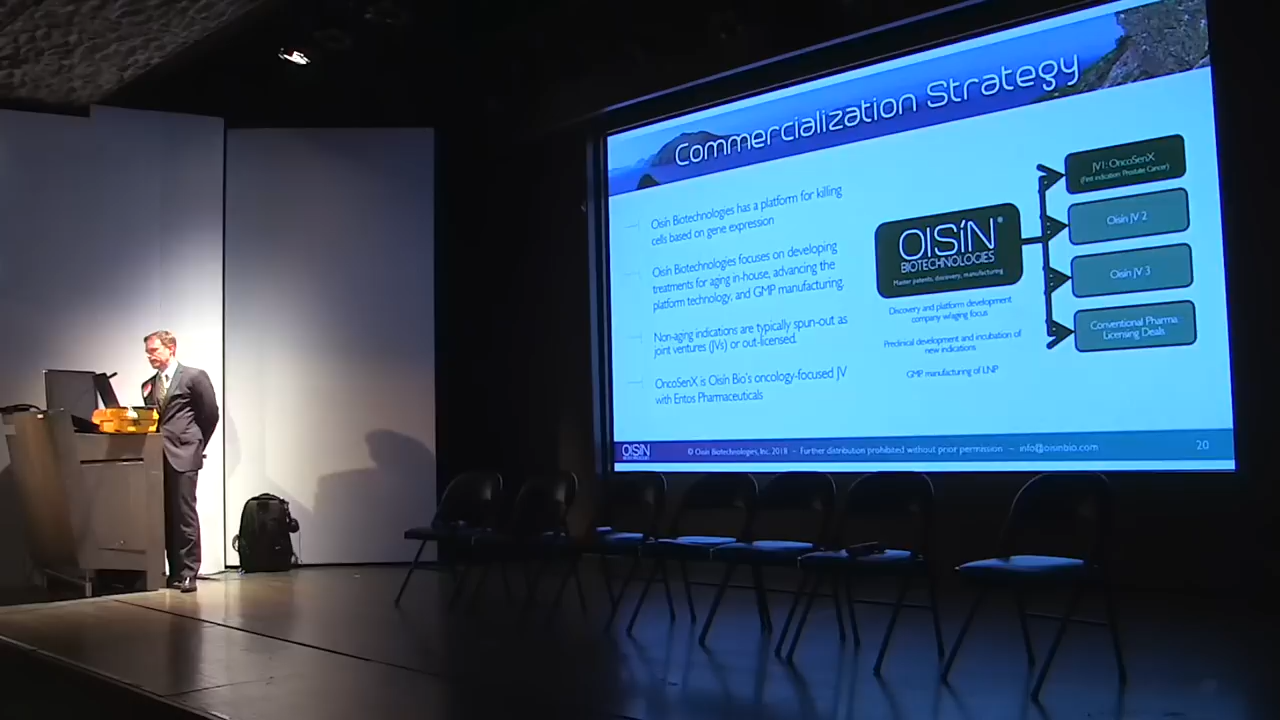 Commercialization Strategy
Oisín Biotechnologies has a platform for killing
cells based on gene expression
Oisín Biotechnologies focuses on developing
treatments for aging in-house, advancing the
platform technology, and GMP manufacturing.
Non-aging indications are typically spun-out as
joint ventures (JVs) or out-licensed.
OncoSenX is Oisín Bio's oncology-focused JV
with Entos Pharmaceuticals
OISÍN®
BIOTECHNOLOGIES
Master patents, discovery, manufacturing
Discovery and platform development
company w/aging focus
Preclinical development and incubation of
new indications
GMP manufacturing of LNP
JV1: OncoSenX
(First indication: Prostate Cancer)
Oisín JV 2
Oisín JV 3
Conventional Pharma
Licensing Deals
OISÍN
BIOTECHNOLOGIES
© Oisín Biotechnologies, Inc. 2018 – Further distribution prohibited without prior permission – info@oisinbio.com
20